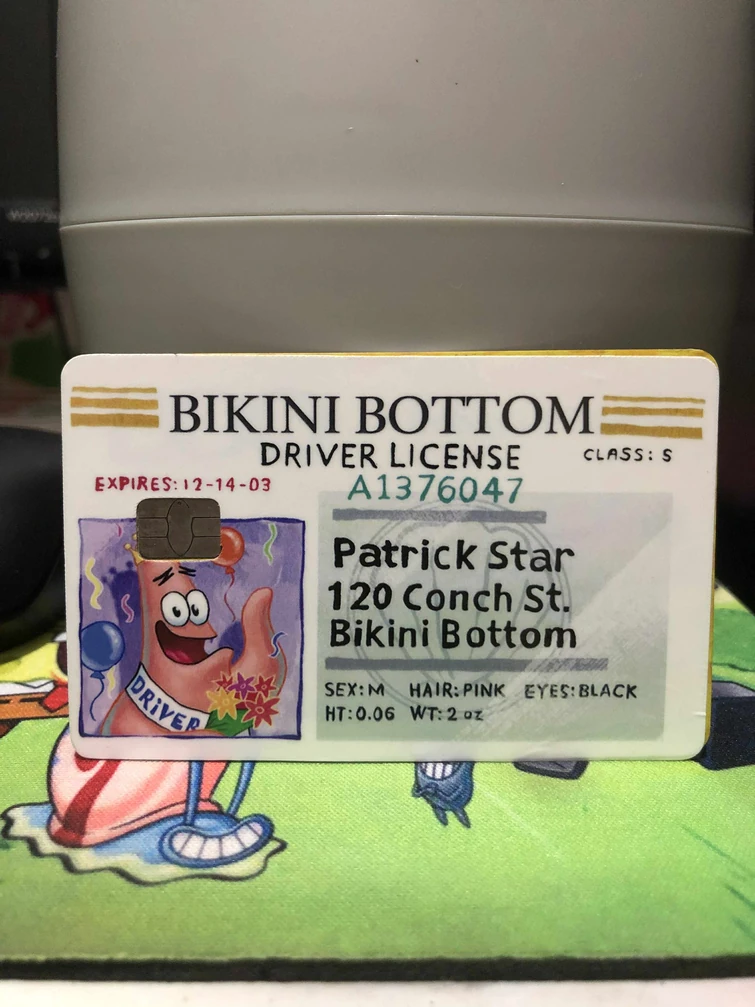 BIKINI BOTTOM
DRIVER LICENSE
CLASS: S
EXPIRES: 12-14-03
A1376047
Patrick Star
120 Conch St.
Bikini Bottom
SEX: M HAIR: PINK EYES: BLACK
HT: 0.06 WT: 2 oz
DRIVER